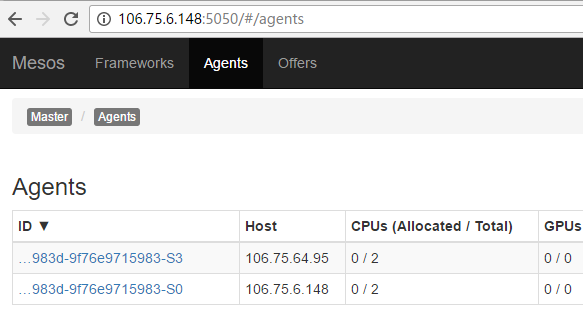 106.75.6.148:5050/#/agents
Mesos Frameworks Agents Offers
Master / Agents
Agents
ID ▼ Host CPUs (Allocated / Total) GPUs
…983d-9f76e9715983-S3 106.75.64.95 0 / 2 0 / 0
…983d-9f76e9715983-S0 106.75.6.148 0 / 2 0 / 0